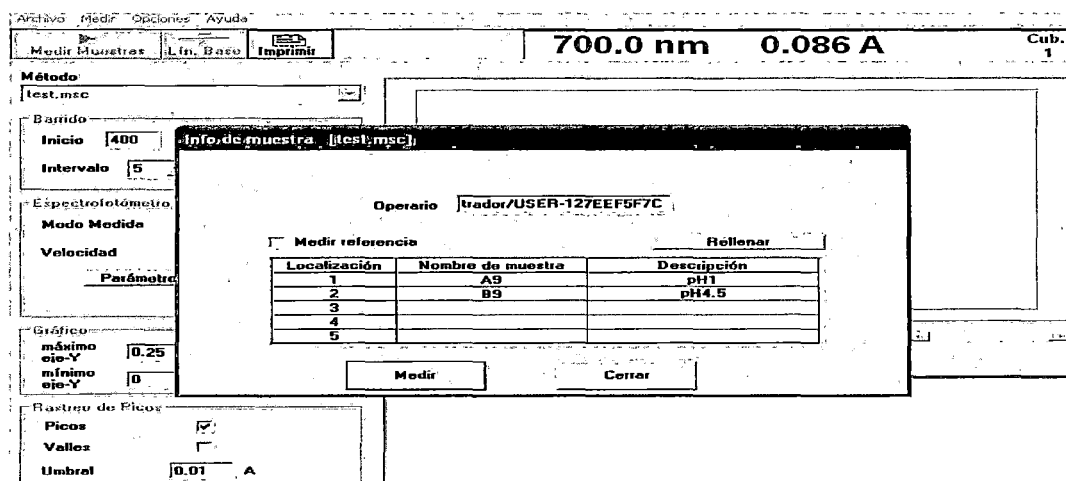 Archivo Medir Opciones Ayuda
Medir Muestras Lín. Base Imprimir 700.0 nm 0.086 A Cub. 1
Método
test.msc
Barrido
Inicio 400
Intervalo 5
Espectrofotómetro
Modo Medida
Velocidad
Parámetro
Info de muestra [test.msc]
Operario trador/USER-127EEF5F7C
Medir referencia Rellenar
Localización Nombre de muestra Descripción
1 A9 pH1
2 B9 pH4.5
3
4
5
Medir Cerrar
Gráfico
máximo eje-Y 0.25
mínimo eje-Y 0
Rastreo de Picos
Picos
Valles
Umbral 0.01 A